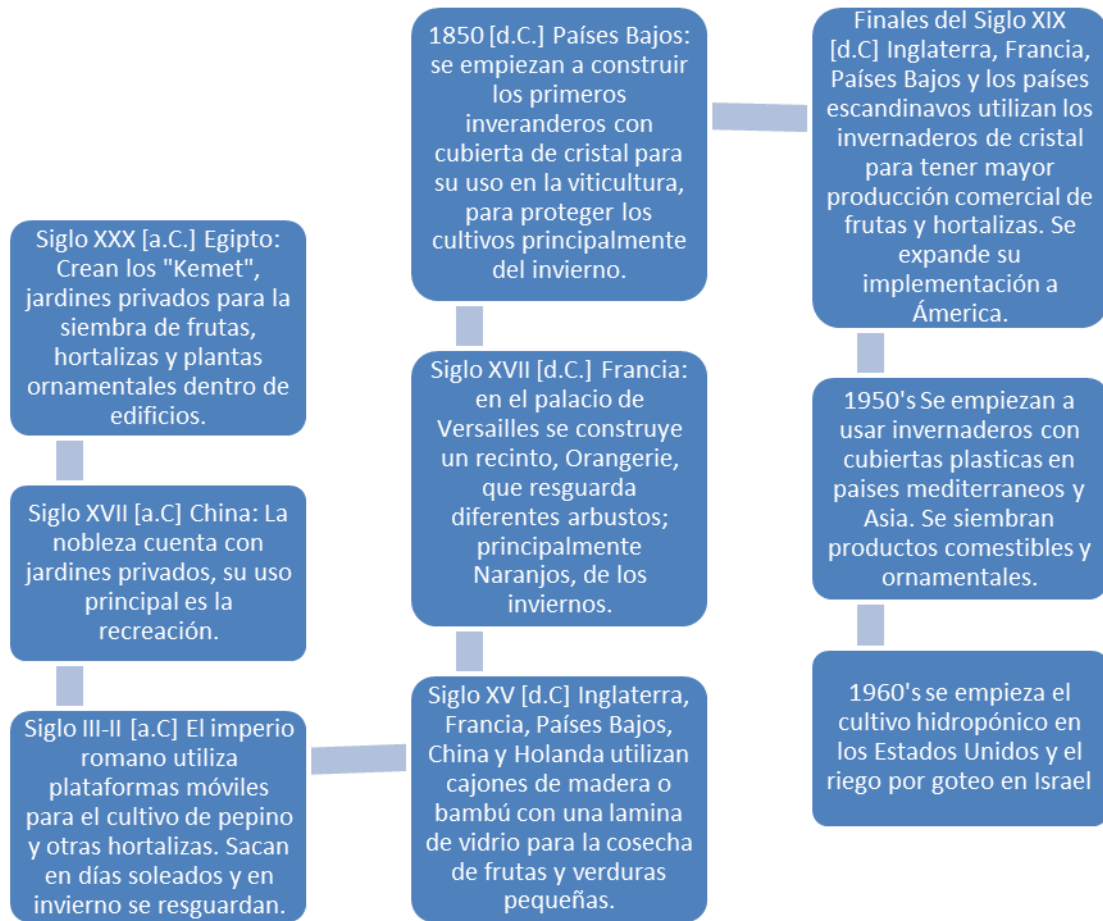 Siglo XXX [a.C.] Egipto:
Crean los "Kemet",
jardines privados para la
siembra de frutas,
hortalizas y plantas
ornamentales dentro de
edificios.
Siglo XVII [a.C] China: La
nobleza cuenta con
jardines privados, su uso
principal es la
recreación.
Siglo III-II [a.C] El imperio
romano utiliza
plataformas móviles
para el cultivo de pepino
y otras hortalizas. Sacan
en días soleados y en
invierno se resguardan.
Siglo XV [d.C] Inglaterra,
Francia, Países Bajos,
China y Holanda utilizan
cajones de madera o
bambú con una lamina
de vidrio para la cosecha
de frutas y verduras
pequeñas.
Siglo XVII [d.C.] Francia:
en el palacio de
Versailles se construye
un recinto, Orangerie,
que resguarda
diferentes arbustos;
principalmente
Naranjos, de los
inviernos.
1850 [d.C.] Países Bajos:
se empiezan a construir
los primeros
inveranderos con
cubierta de cristal para
su uso en la viticultura,
para proteger los
cultivos principalmente
del invierno.
Finales del Siglo XIX
[d.C] Inglaterra, Francia,
Países Bajos y los países
escandinavos utilizan los
invernaderos de cristal
para tener mayor
producción comercial de
frutas y hortalizas. Se
expande su
implementación a
Ámerica.
1950's Se empiezan a
usar invernaderos con
cubiertas plasticas en
paises mediterraneos y
Asia. Se siembran
productos comestibles y
ornamentales.
1960's se empieza el
cultivo hidropónico en
los Estados Unidos y el
riego por goteo en Israel